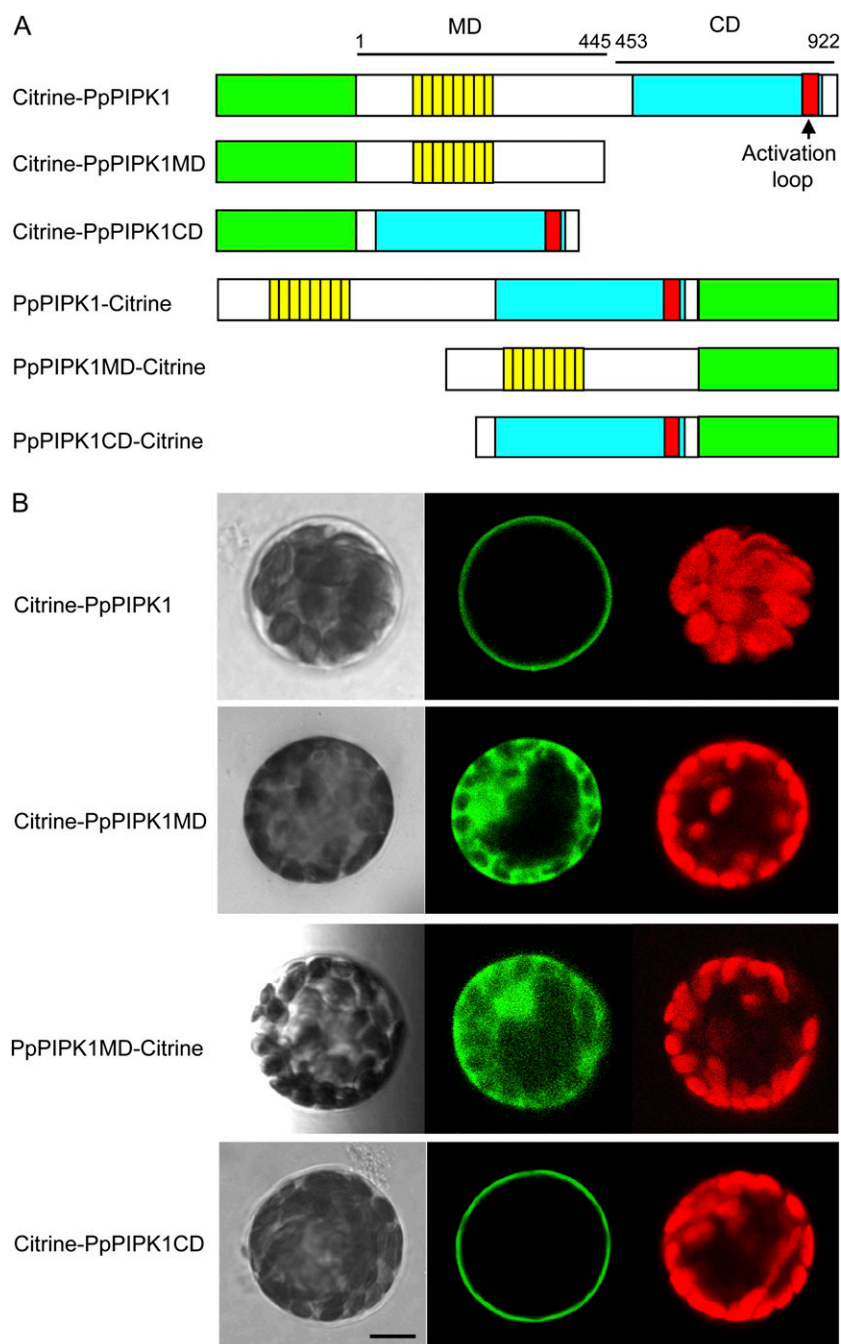 A
MD
CD
1
445
453
922
Citrine-PpPIPK1
Activation
loop
Citrine-PpPIPK1MD
Citrine-PpPIPK1CD
PpPIPK1-Citrine
PpPIPK1MD-Citrine
PpPIPK1CD-Citrine
B
Citrine-PpPIPK1
Citrine-PpPIPK1MD
PpPIPK1MD-Citrine
Citrine-PpPIPK1CD